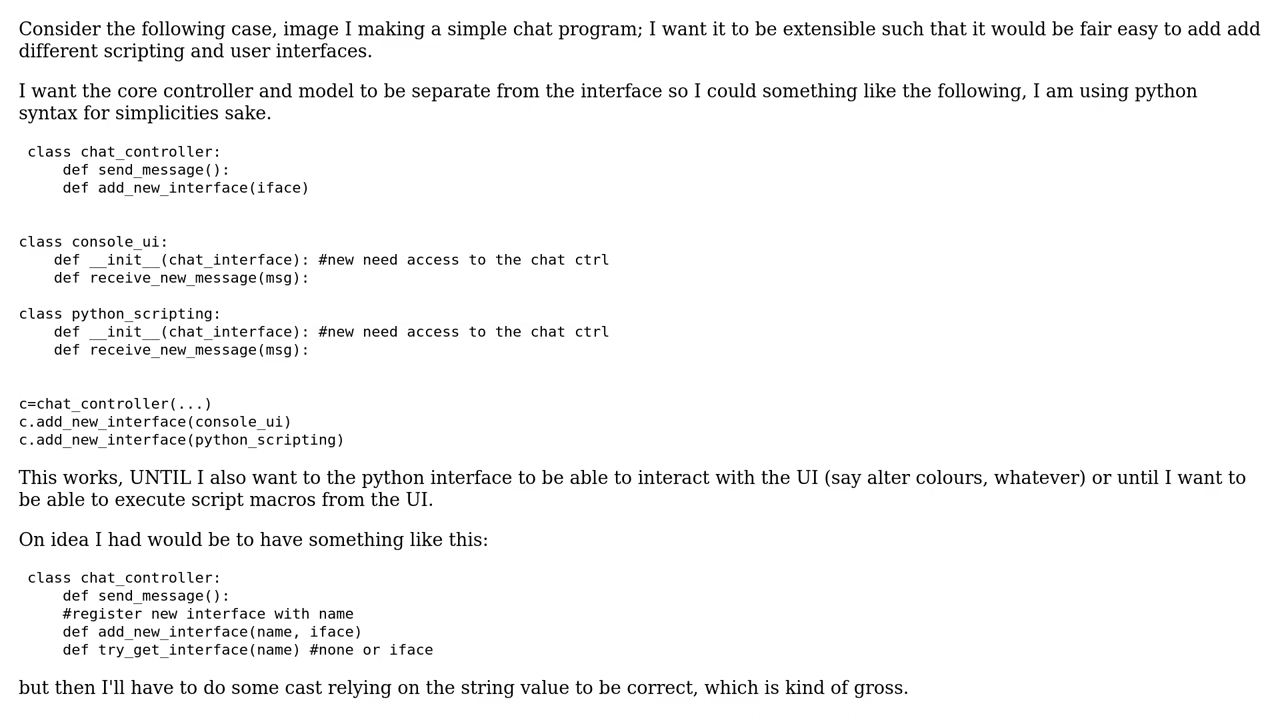 Consider the following case, image I making a simple chat program; I want it to be extensible such that it would be fair easy to add add
different scripting and user interfaces.
I want the core controller and model to be separate from the interface so I could something like the following, I am using python
syntax for simplicities sake.
class chat_controller:
    def send_message():
    def add_new_interface(iface)
class console_ui:
    def __init__(chat_interface): #new need access to the chat ctrl
    def receive_new_message(msg):
class python_scripting:
    def __init__(chat_interface): #new need access to the chat ctrl
    def receive_new_message(msg):
c=chat_controller(...)
c.add_new_interface(console_ui)
c.add_new_interface(python_scripting)
This works, UNTIL I also want to the python interface to be able to interact with the UI (say alter colours, whatever) or until I want to
be able to execute script macros from the UI.
On idea I had would be to have something like this:
class chat_controller:
    def send_message():
    #register new interface with name
    def add_new_interface(name, iface)
    def try_get_interface(name) #none or iface
but then I'll have to do some cast relying on the string value to be correct, which is kind of gross.